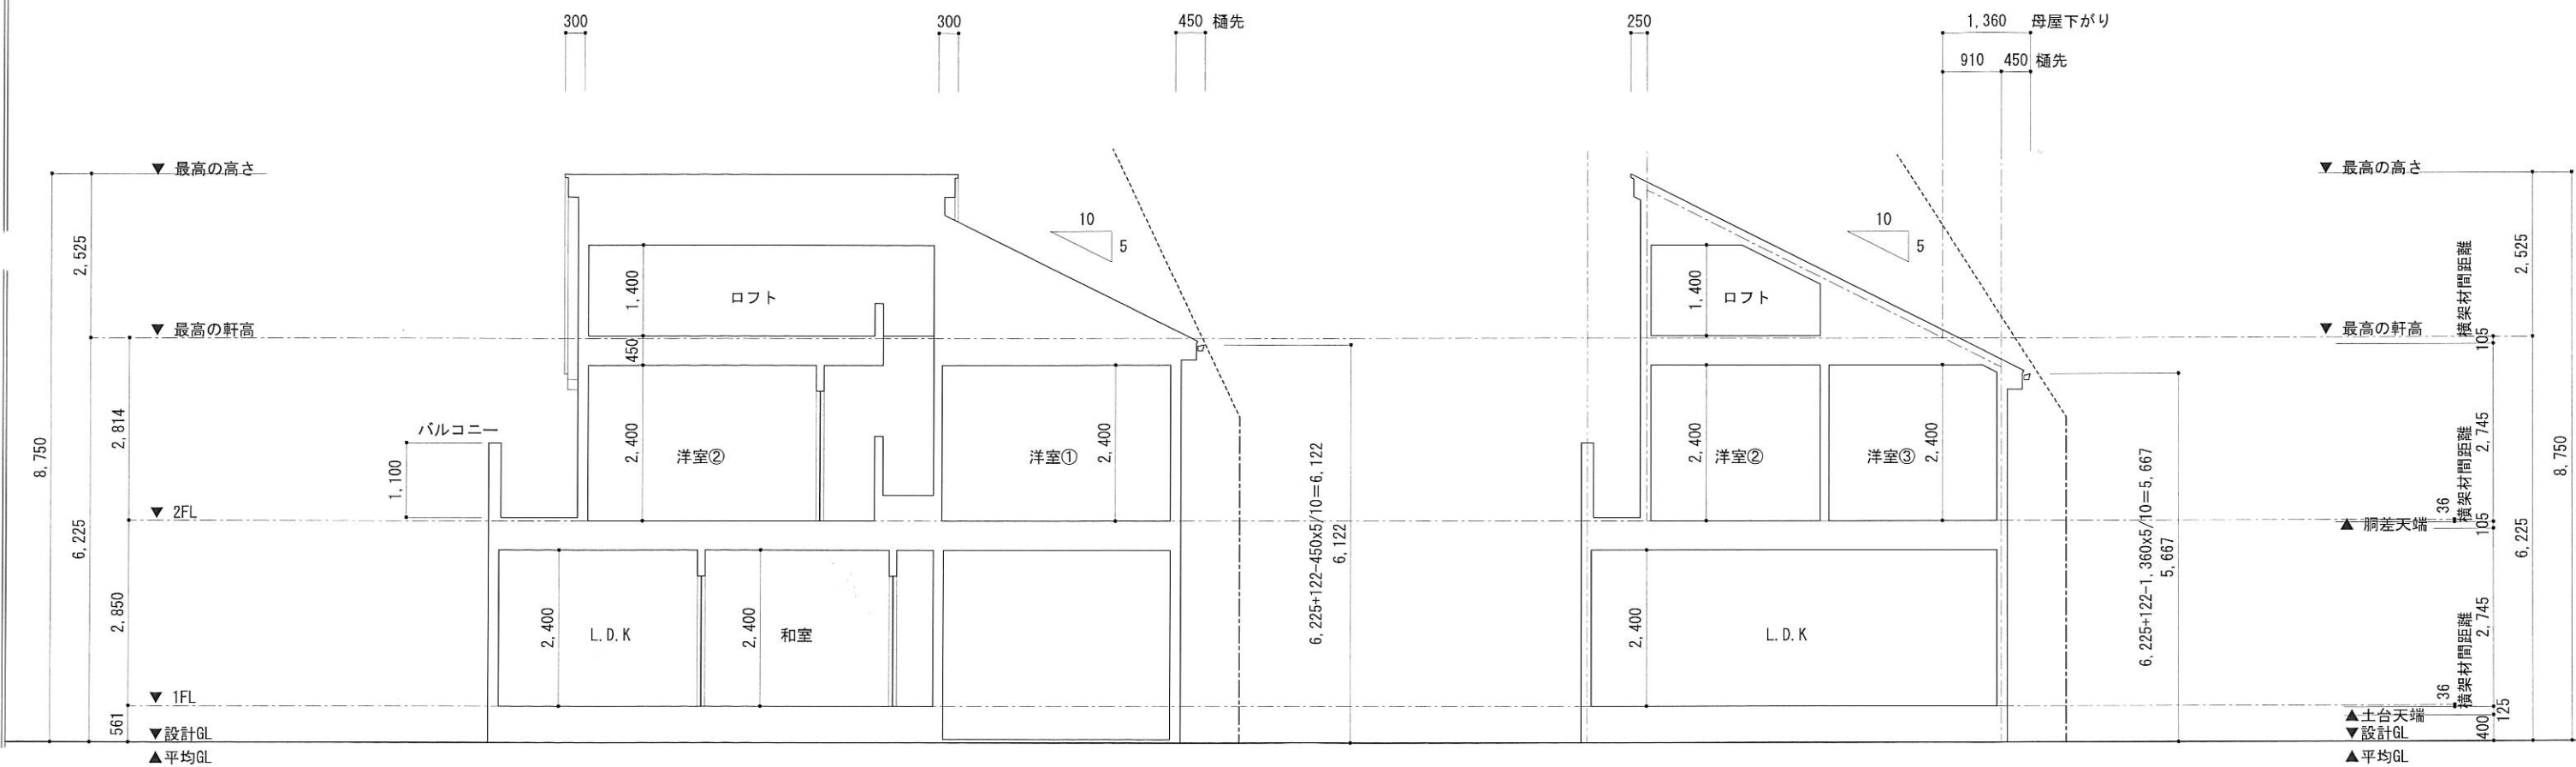 300
300
450 樋先
250
1,360 母屋下がり
910
450 樋先
▼ 最高の高さ
▼ 最高の高さ
10
5
10
5
2,525
1,400
ロフト
1,400
ロフト
横架材間距離
2,525
▼ 最高の軒高
▼ 最高の軒高
105
450
バルコニー
8,750
2,814
1,100
2,400
洋室②
洋室①
2,400
6,225+122-450x5/10=6,122
6,122
2,400
洋室②
洋室③
2,400
6,225+122-1,360x5/10=5,667
5,667
横架材間距離
2,745
8,750
▼ 2FL
36
▲ 胴差天端
105
6,225
6,225
2,850
2,400
L.D.K
2,400
和室
2,400
L.D.K
横架材間距離
2,745
▼ 1FL
36
561
▲土台天端
125
▼設計GL
▼設計GL
400
▲平均GL
▲平均GL